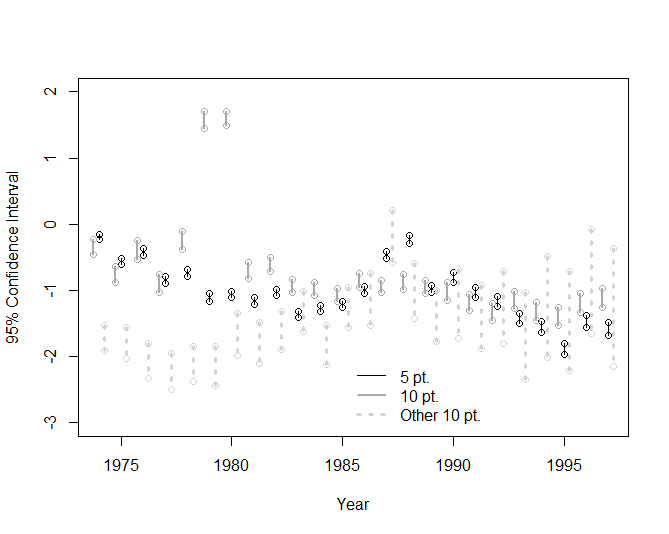 2
1
0
-1
-2
-3
95% Confidence Interval
5 pt.
10 pt.
Other 10 pt.
1975 1980 1985 1990 1995
Year